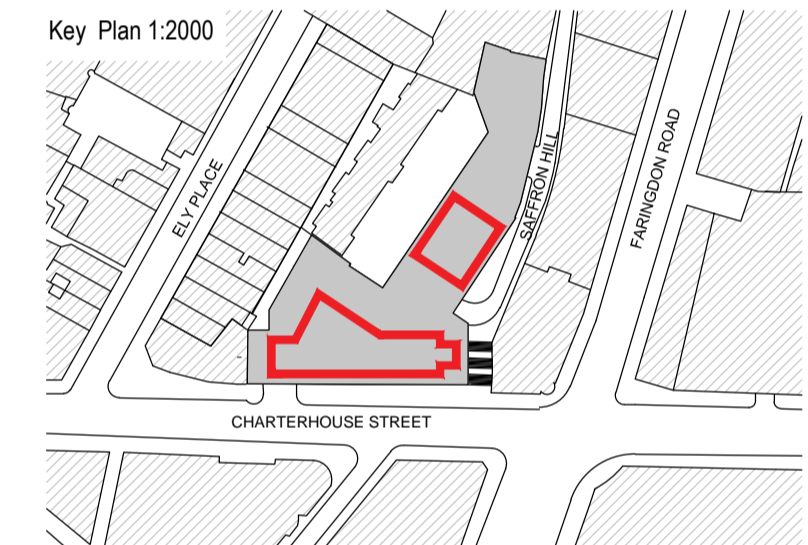 Key Plan 1:2000
ELY PLACE
SAFFRON HILL
FARINGDON ROAD
CHARTERHOUSE STREET